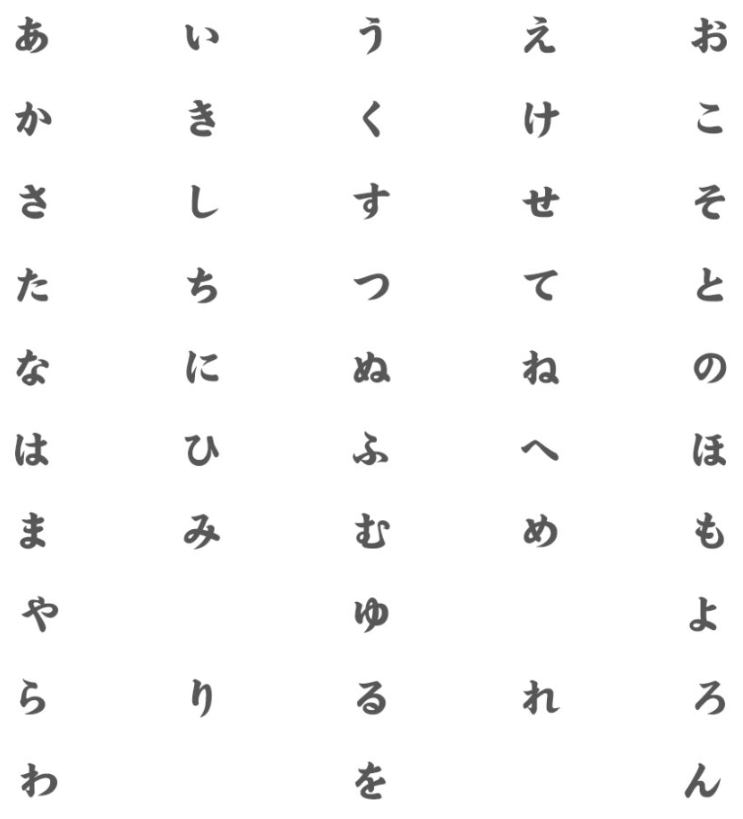 あ い う え お
か き く け こ
さ し す せ そ
た ち つ て と
な に ぬ ね の
は ひ ふ へ ほ
ま み む め も
や ゆ よ
ら り る れ ろ
わ を ん